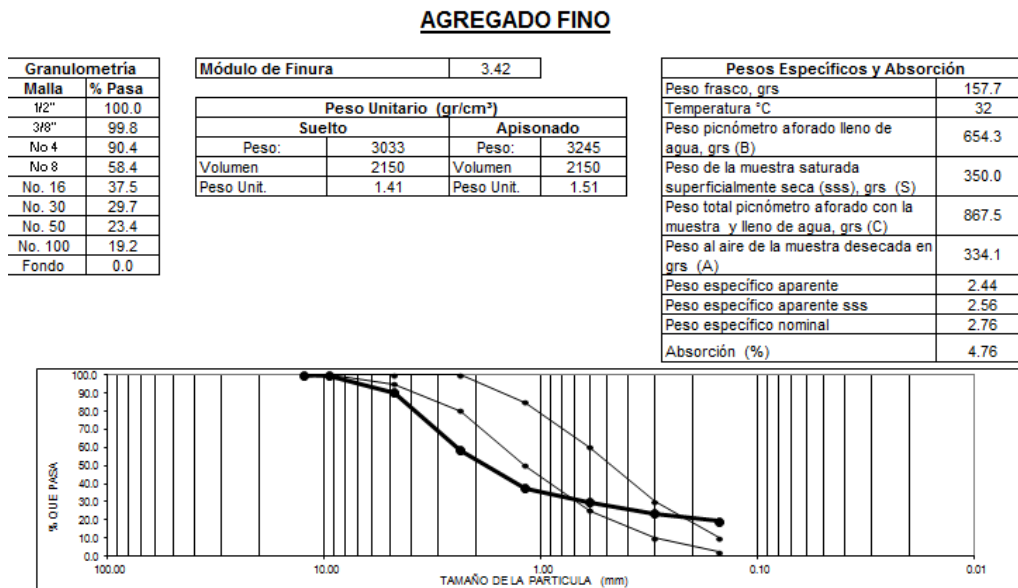 AGREGADO FINO
Granulometría
Malla % Pasa
1/2" 100.0
3/8" 99.8
No 4 90.4
No 8 58.4
No. 16 37.5
No. 30 29.7
No. 50 23.4
No. 100 19.2
Fondo 0.0
Módulo de Finura 3.42
Peso Unitario (gr/cm³)
Suelto Apisonado
Peso: 3033 Peso: 3245
Volumen 2150 Volumen 2150
Peso Unit. 1.41 Peso Unit. 1.51
Pesos Específicos y Absorción
Peso frasco, grs 157.7
Temperatura °C 32
Peso picnómetro aforado lleno de
agua, grs (B) 654.3
Peso de la muestra saturada
superficialmente seca (sss), grs (S) 350.0
Peso total picnómetro aforado con la
muestra y lleno de agua, grs (C) 867.5
Peso al aire de la muestra desecada en
grs (A) 334.1
Peso específico aparente 2.44
Peso específico aparente sss 2.56
Peso específico nominal 2.76
Absorción (%) 4.76
% QUE PASA
100.0
90.0
80.0
70.0
60.0
50.0
40.0
30.0
20.0
10.0
0.0
100.00 10.00 1.00 0.10 0.01
TAMAÑO DE LA PARTICULA (mm)